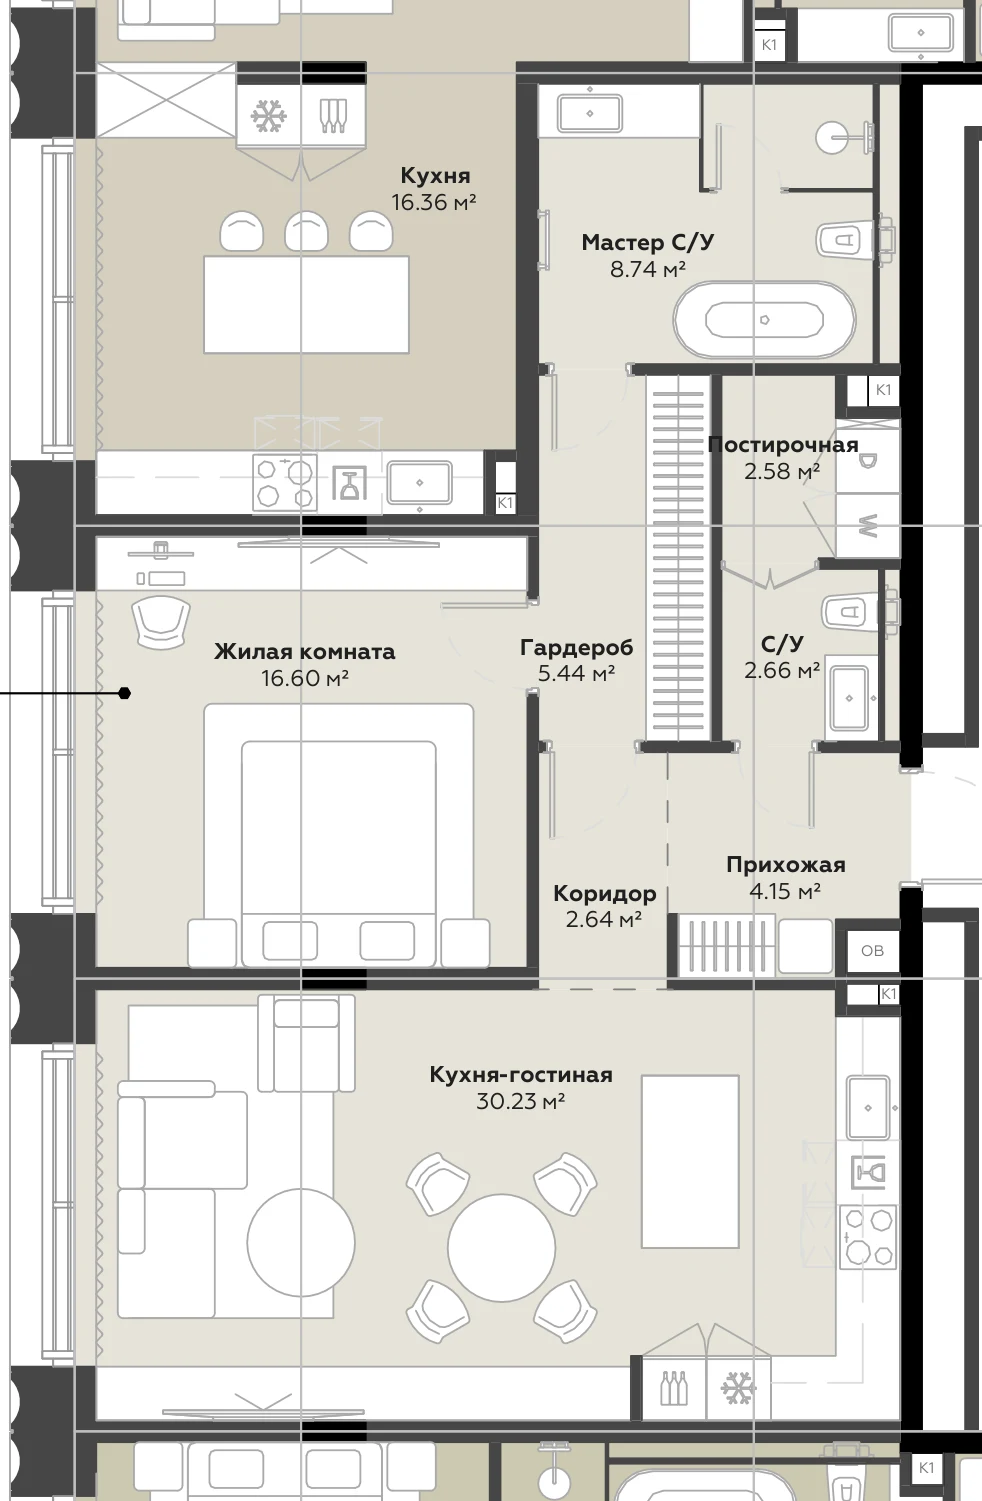 K1
Кухня
16.36 м²
Мастер С/У
8.74 м²
K1
Постирочная
2.58 м²
K1
Жилая комната
16.60 м²
Гардероб
5.44 м²
С/У
2.66 м²
Прихожая
4.15 м²
Коридор
2.64 м²
ОВ
K1
Кухня-гостиная
30.23 м²
K1